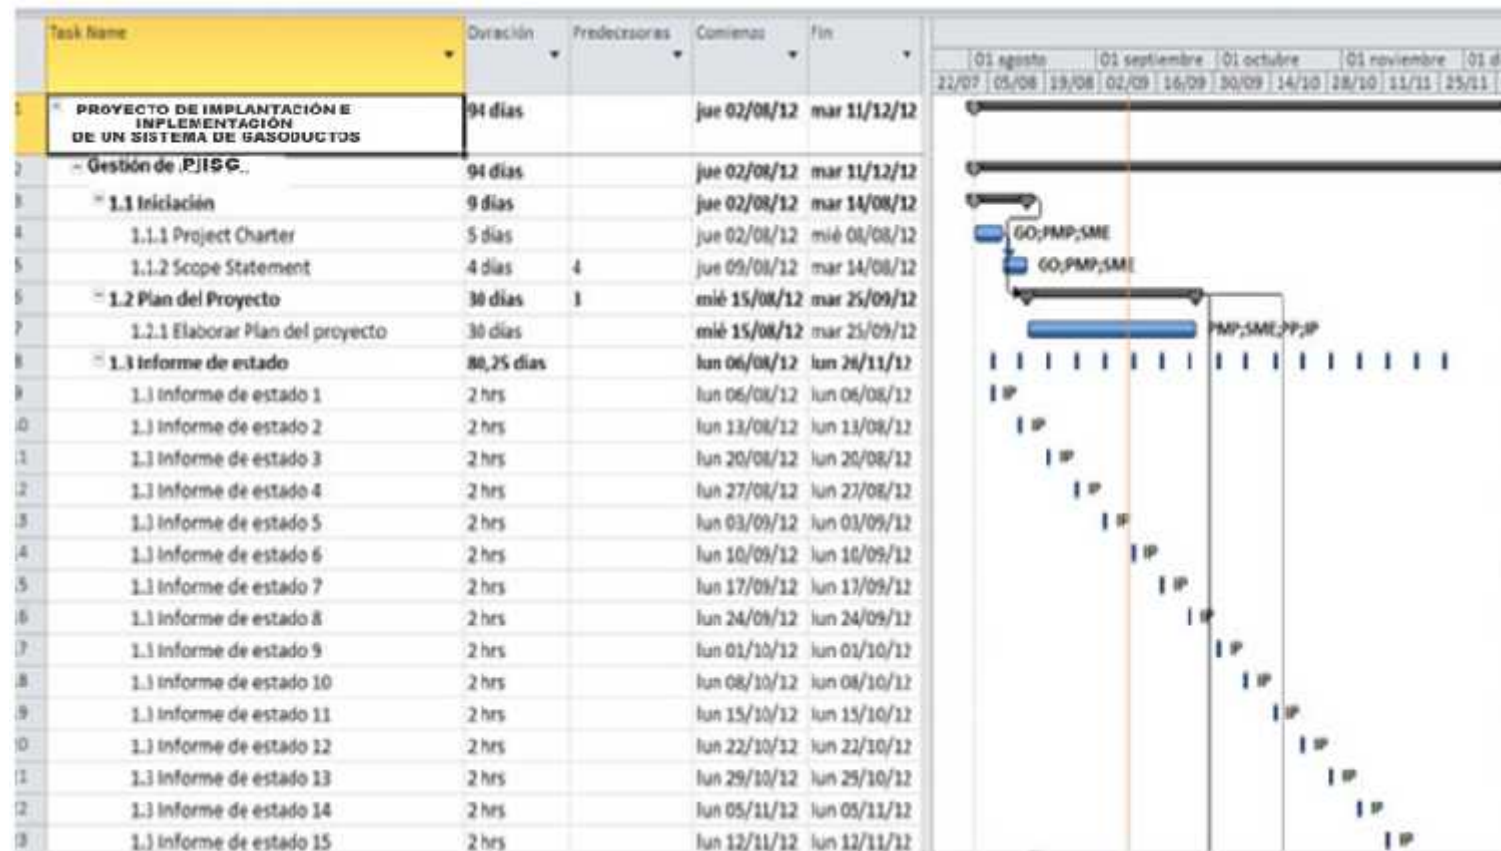 Task Name Duración Predecesoras Comienzo Fin
01 agosto 01 septiembre 01 octubre 01 noviembre 01 d
22/07 05/08 19/08 02/09 16/09 30/09 14/10 28/10 11/11 25/11
1 PROYECTO DE IMPLANTACIÓN E 94 días jue 02/08/12 mar 11/12/12
INPLEMENTACIÓN
DE UN SISTEMA DE GASODUCTOS
Gestión de PIISG.. 94 días jue 02/08/12 mar 11/12/12
3 1.1 Iniciación 9 días jue 02/08/12 mar 14/08/12
4 1.1.1 Project Charter 5 días jue 02/08/12 mié 08/08/12 GO;PMP;SME
5 1.1.2 Scope Statement 4 días 4 jue 09/08/12 mar 14/08/12 GO;PMP;SME
6 1.2 Plan del Proyecto 30 días 3 mié 15/08/12 mar 25/09/12
7 1.2.1 Elaborar Plan del proyecto 30 días mié 15/08/12 mar 25/09/12 PMP;SME;PP;IP
8 1.3 Informe de estado 80,25 días lun 06/08/12 lun 26/11/12
9 1.3 Informe de estado 1 2 hrs lun 06/08/12 lun 06/08/12 IP
.0 1.3 Informe de estado 2 2 hrs lun 13/08/12 lun 13/08/12 IP
.1 1.3 Informe de estado 3 2 hrs lun 20/08/12 lun 20/08/12 IP
.2 1.3 Informe de estado 4 2 hrs lun 27/08/12 lun 27/08/12 IP
.3 1.3 Informe de estado 5 2 hrs lun 03/09/12 lun 03/09/12 IP
.4 1.3 Informe de estado 6 2 hrs lun 10/09/12 lun 10/09/12 IP
.5 1.3 Informe de estado 7 2 hrs lun 17/09/12 lun 17/09/12 IP
.6 1.3 Informe de estado 8 2 hrs lun 24/09/12 lun 24/09/12 IP
.7 1.3 Informe de estado 9 2 hrs lun 01/10/12 lun 01/10/12 IP
.8 1.3 Informe de estado 10 2 hrs lun 08/10/12 lun 08/10/12 IP
.9 1.3 Informe de estado 11 2 hrs lun 15/10/12 lun 15/10/12 IP
0 1.3 Informe de estado 12 2 hrs lun 22/10/12 lun 22/10/12 IP
1 1.3 Informe de estado 13 2 hrs lun 29/10/12 lun 29/10/12 IP
2 1.3 Informe de estado 14 2 hrs lun 05/11/12 lun 05/11/12 IP
3 1.3 Informe de estado 15 2 hrs lun 12/11/12 lun 12/11/12 IP